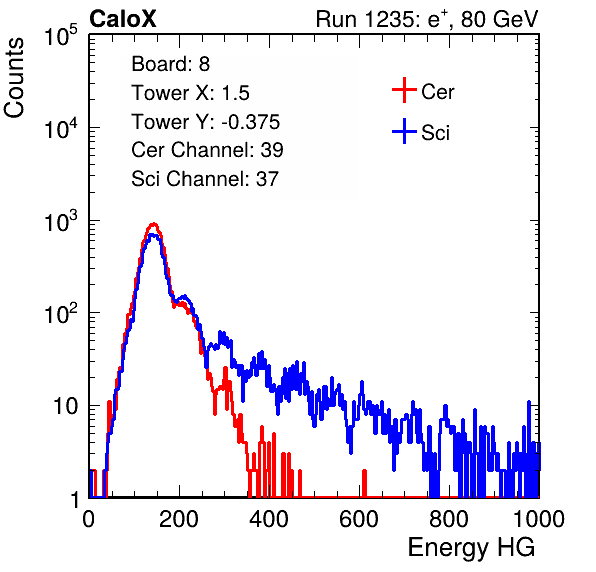 CaloX Run 1235: e⁺, 80 GeV
Board: 8
Tower X: 1.5
Tower Y: -0.375
Cer Channel: 39
Sci Channel: 37
Cer
Sci
Counts
10⁵
10⁴
10³
10²
10
1
0 200 400 600 800 1000
Energy HG